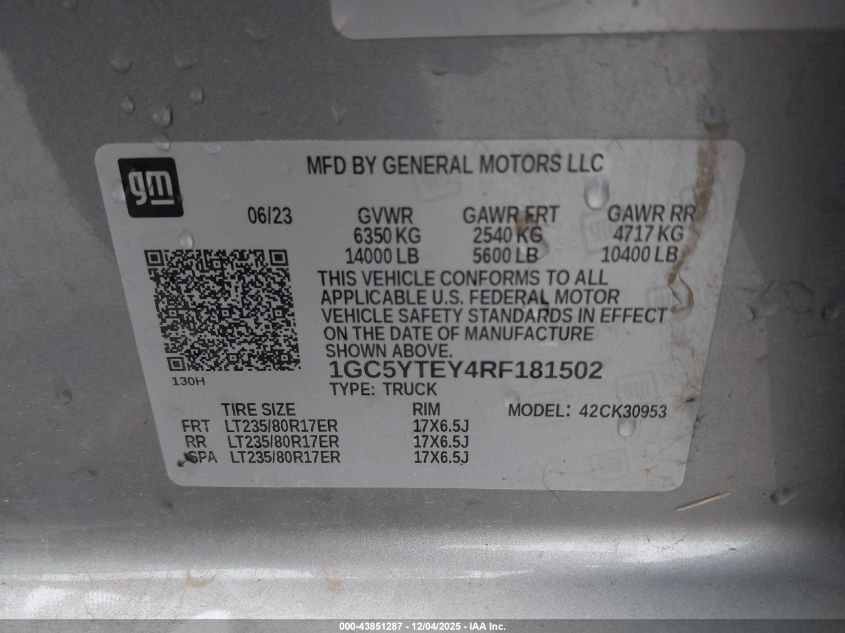 gm
MFD BY GENERAL MOTORS LLC
06/23 GVWR GAWR FRT GAWR RR
6350 KG 2540 KG 4717 KG
14000 LB 5600 LB 10400 LB
THIS VEHICLE CONFORMS TO ALL
APPLICABLE U.S. FEDERAL MOTOR
VEHICLE SAFETY STANDARDS IN EFFECT
ON THE DATE OF MANUFACTURE
SHOWN ABOVE.
1GC5YTEY4RF181502
130H
TYPE: TRUCK
TIRE SIZE RIM MODEL: 42CK30953
FRT LT235/80R17ER 17X6.5J
RR LT235/80R17ER 17X6.5J
SPA LT235/80R17ER 17X6.5J
000-43851287 - 12/04/2025 - IAA Inc.